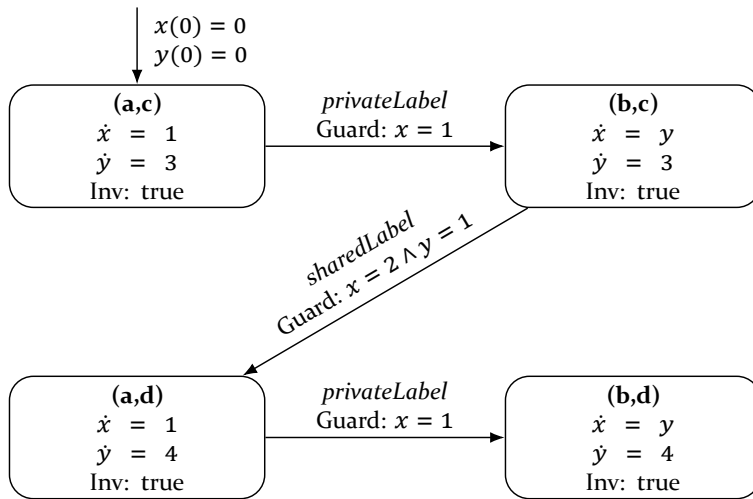 x(0) = 0
y(0) = 0
(a,c)
ẋ = 1
ẏ = 3
Inv: true
privateLabel
Guard: x = 1
(b,c)
ẋ = y
ẏ = 3
Inv: true
sharedLabel
Guard: x = 2 ∧ y = 1
(a,d)
ẋ = 1
ẏ = 4
Inv: true
privateLabel
Guard: x = 1
(b,d)
ẋ = y
ẏ = 4
Inv: true